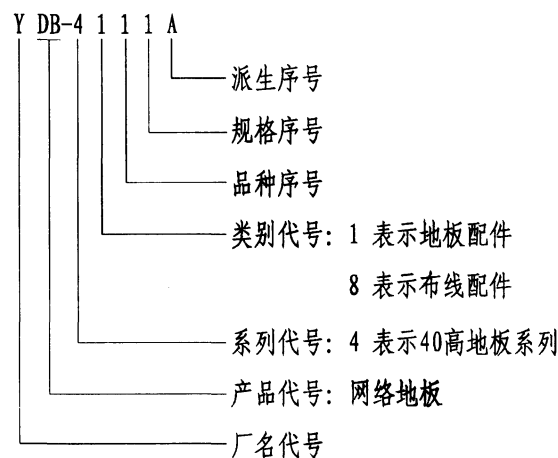 Y DB-4 1 1 1 A
派生序号
规格序号
品种序号
类别代号: 1 表示地板配件
8 表示布线配件
系列代号: 4 表示40高地板系列
产品代号: 网络地板
厂名代号